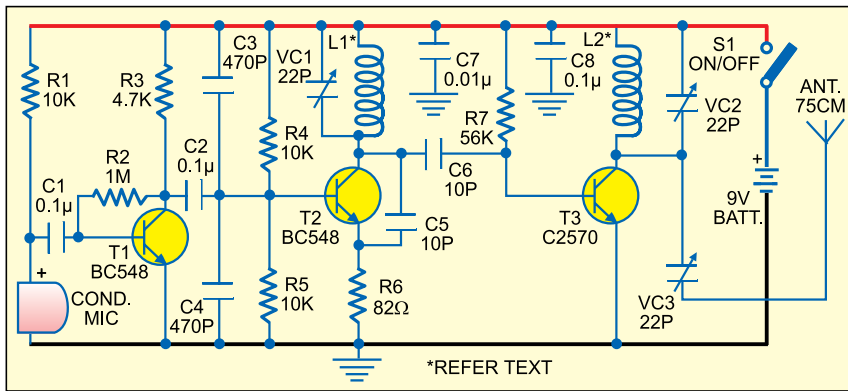 R1
10K
R3
4.7K
C3
470P
VC1
22P
L1*
C7
0.01µ
C8
0.1µ
L2*
S1
ON/OFF
ANT.
75CM
R7
56K
VC2
22P
R2
1M
C2
0.1µ
R4
10K
C1
0.1µ
C6
10P
+
9V
BATT.
T1
BC548
T2
BC548
C5
10P
T3
C2570
+
COND.
MIC
C4
470P
R5
10K
R6
82Ω
VC3
22P
*REFER TEXT